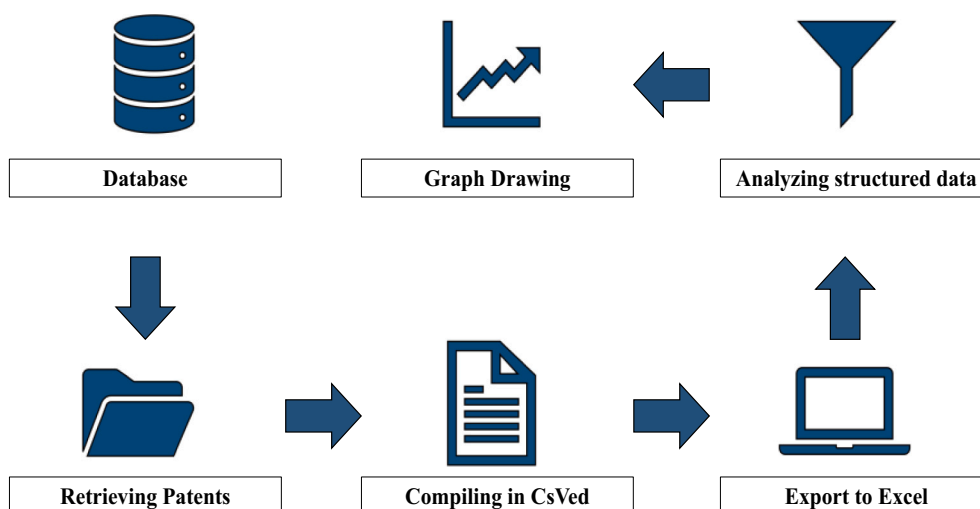 Database
Graph Drawing
Analyzing structured data
Retrieving Patents
Compiling in CsVed
Export to Excel